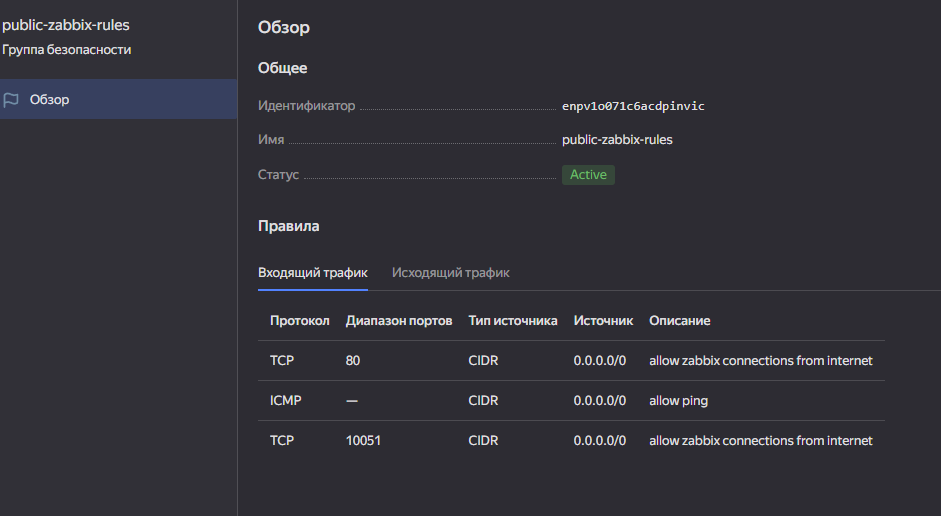 public-zabbix-rules
Группа безопасности
Обзор
Обзор
Общее
Идентификатор enpv1o071c6acdpinvic
Имя public-zabbix-rules
Статус Active
Правила
Входящий трафик Исходящий трафик
Протокол Диапазон портов Тип источника Источник Описание
TCP 80 CIDR 0.0.0.0/0 allow zabbix connections from internet
ICMP — CIDR 0.0.0.0/0 allow ping
TCP 10051 CIDR 0.0.0.0/0 allow zabbix connections from internet